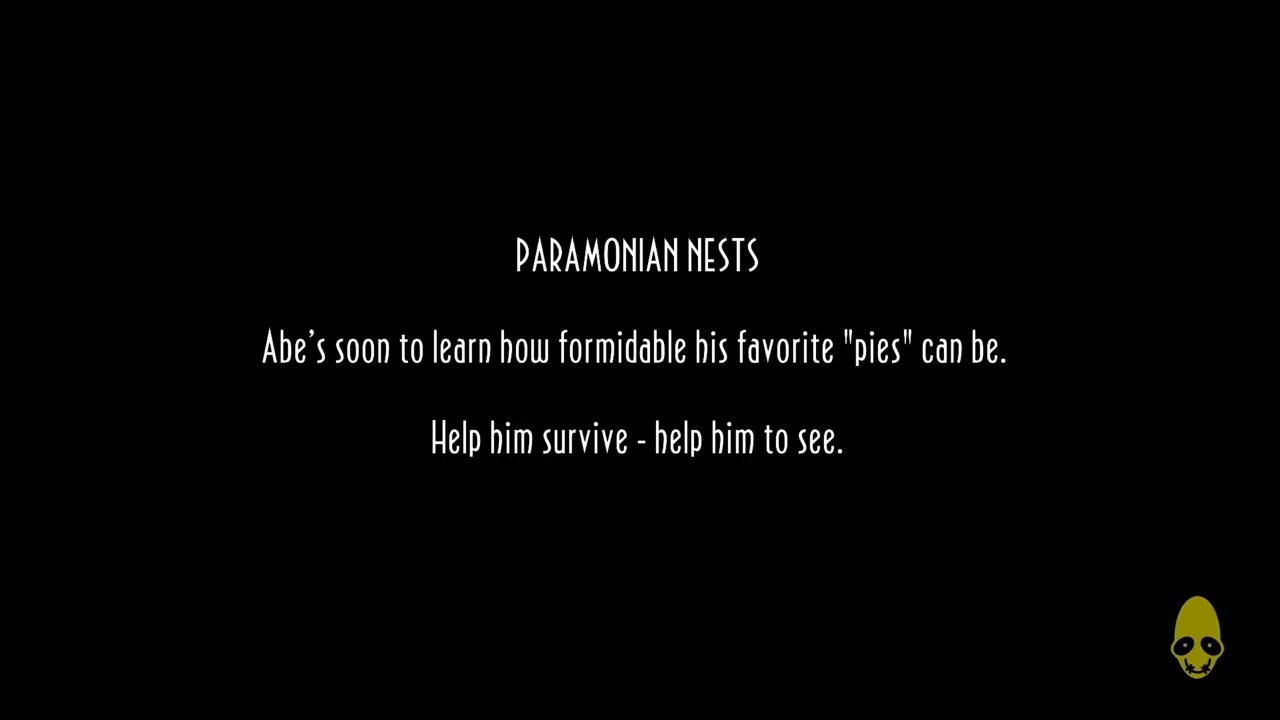 PARAMONIAN NESTS
Abe’s soon to learn how formidable his favorite "pies" can be.
Help him survive - help him to see.